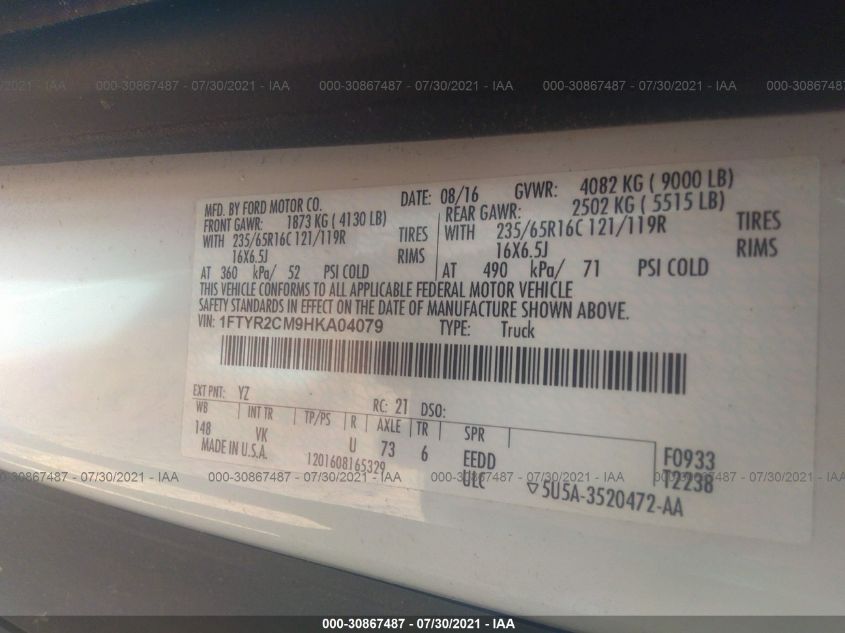 000-30867487 - 07/30/2021 - IAA
000-30867487 - 07/30/2021 - IAA
000-30867487 - 07/30/2021 - IAA
000-30867487 - 07/30
MFD. BY FORD MOTOR CO. DATE: 08/16 GVWR: 4082 KG ( 9000 LB)
FRONT GAWR: 1873 KG ( 4130 LB) REAR GAWR: 2502 KG ( 5515 LB)
WITH 235/65R16C 121/119R TIRES WITH 235/65R16C 121/119R TIRES
16X6.5J RIMS 16X6.5J RIMS
AT 360 kPa/ 52 PSI COLD AT 490 kPa/ 71 PSI COLD
THIS VEHICLE CONFORMS TO ALL APPLICABLE FEDERAL MOTOR VEHICLE
SAFETY STANDARDS IN EFFECT ON THE DATE OF MANUFACTURE SHOWN ABOVE.
VIN: 1FTYR2CM9HKA04079 TYPE: Truck
EXT PNT: YZ RC: 21 DSO:
WB INT TR TP/PS R AXLE TR SPR
148 VK U 73 6 EEDD F0933
MADE IN U.S.A. 1201608165329 ULC T2238
5U5A-3520472-AA
IAA
000-30867487 - 07/30/2021 - IAA
000-30867487 - 07/30/2021 - IAA
000-30867487 - 07/30/2021 - IAA
000-30867487 - 07/30/2021 - IAA